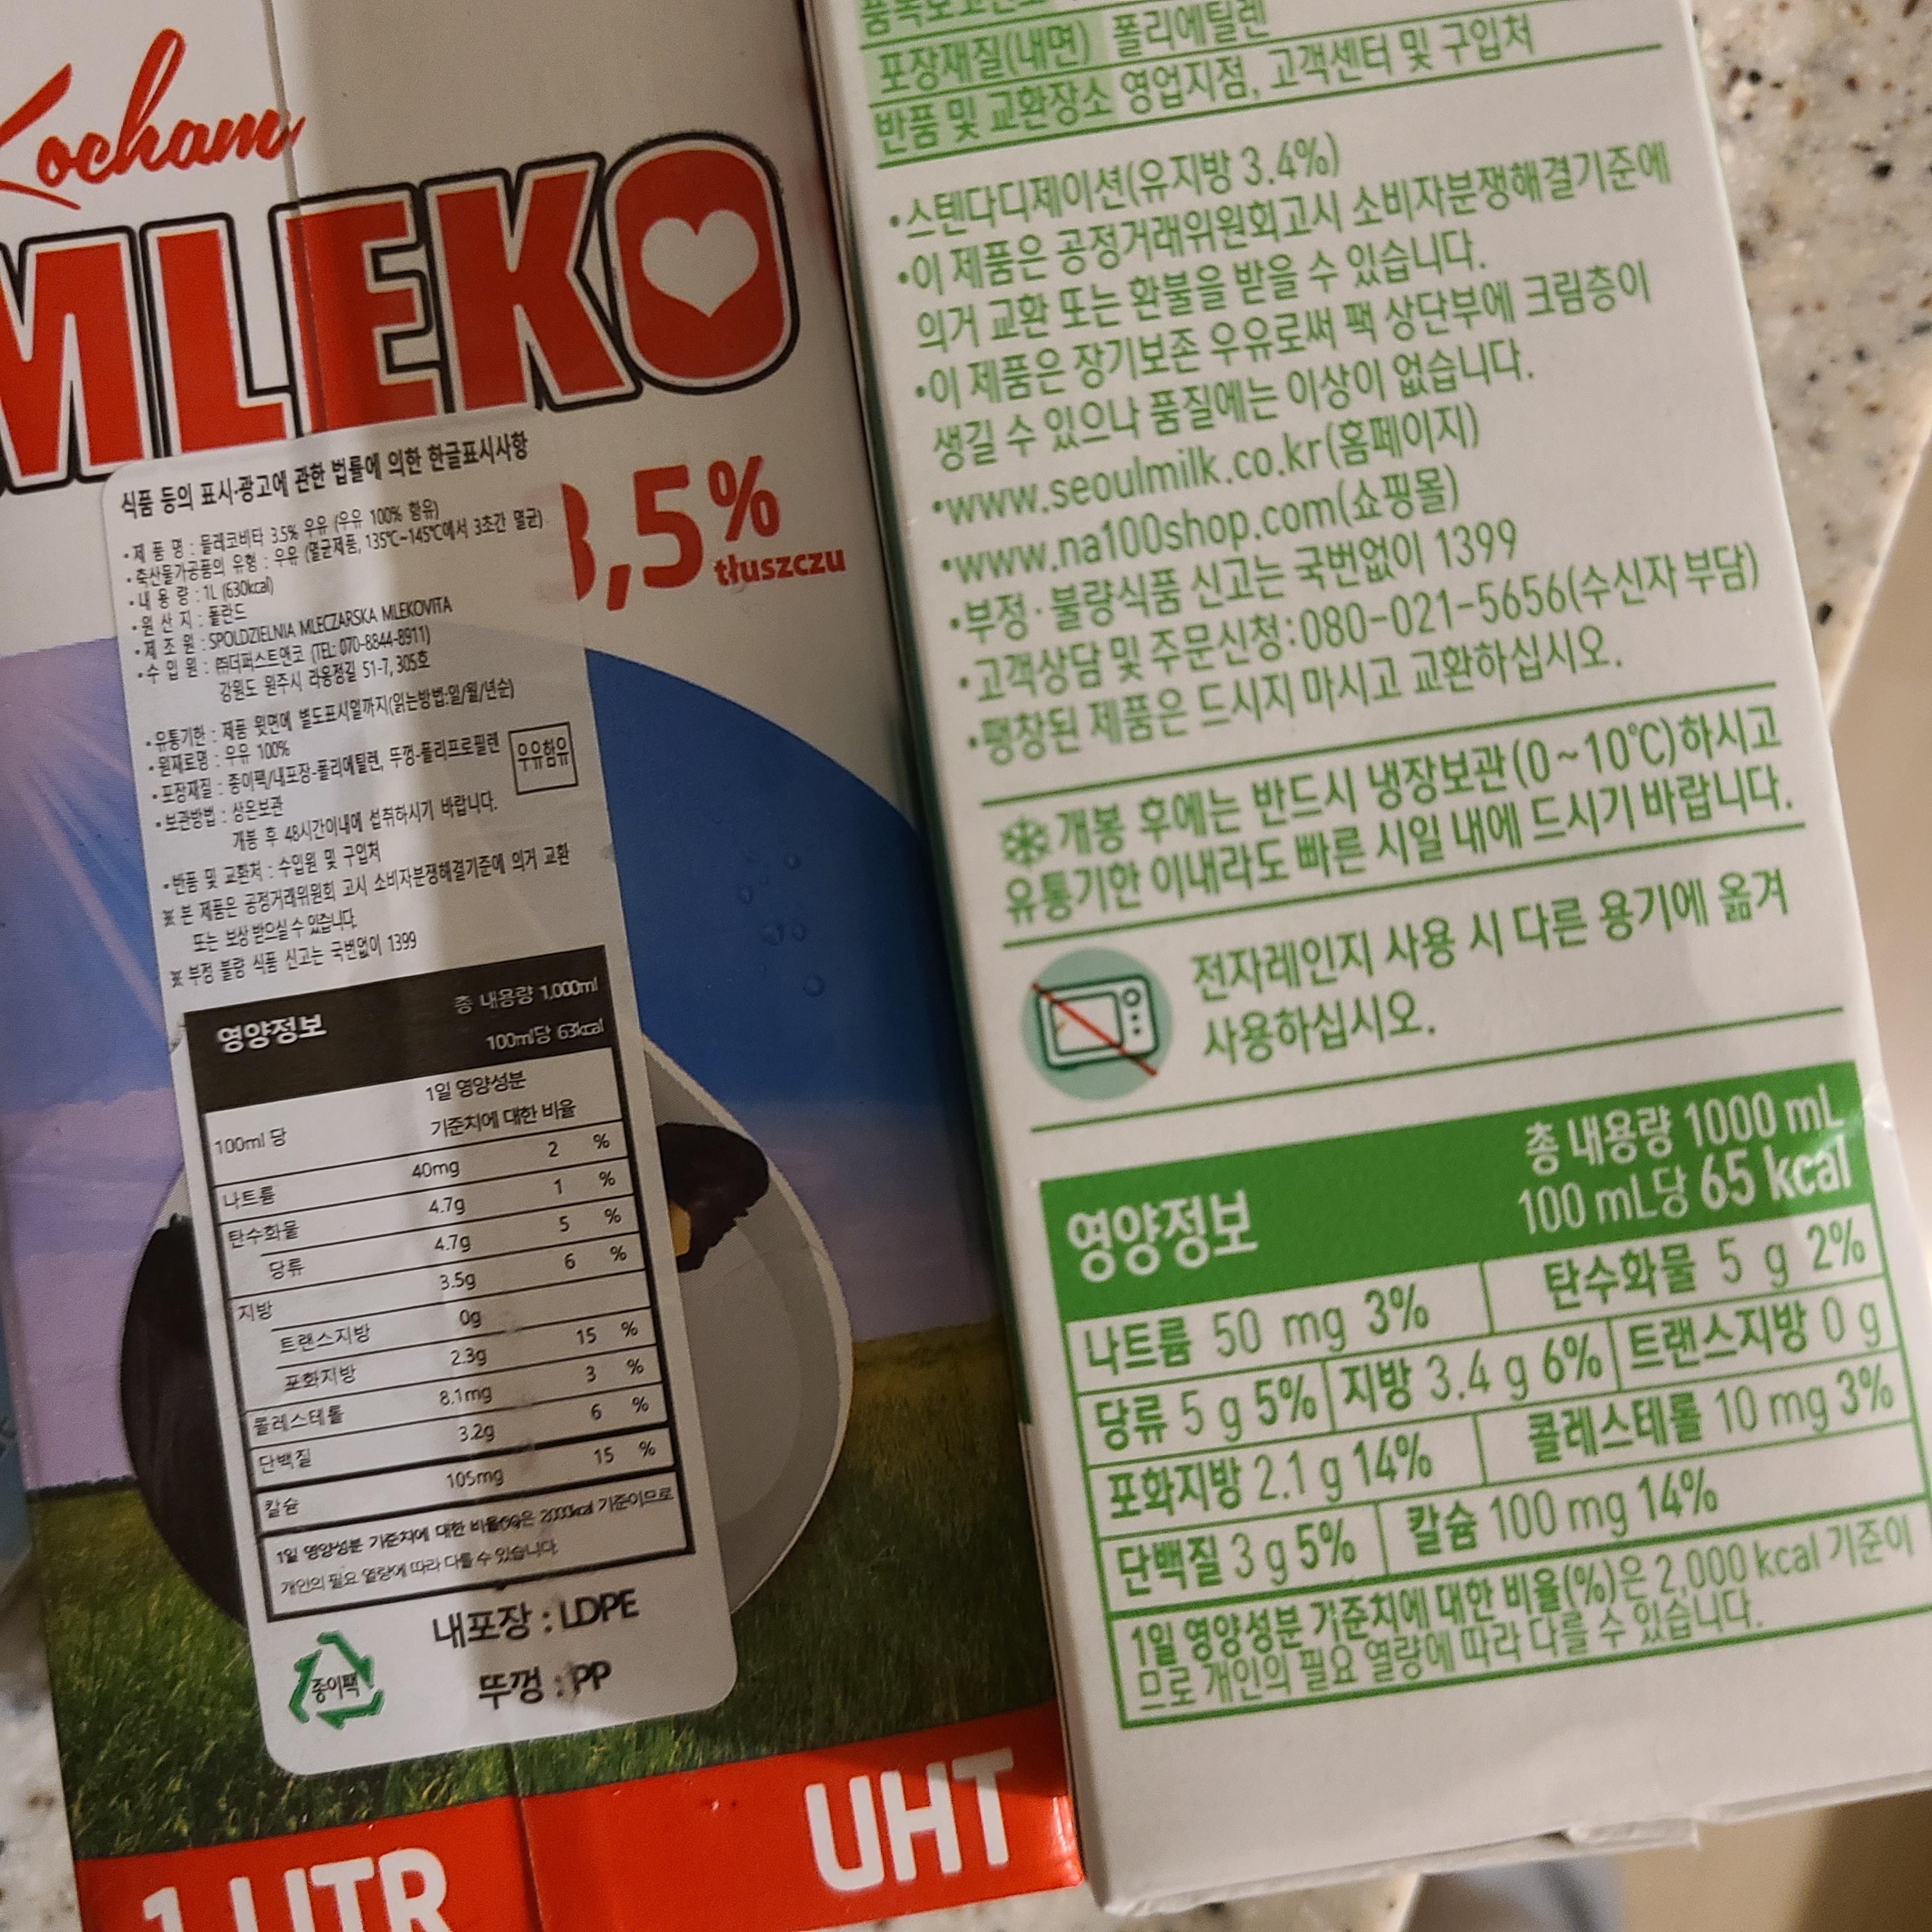 Kocham
MLEKO
3,5%
tłuszczu
식품 등의 표시·광고에 관한 법률에 의한 한글표시사항
•제 품 명 : 믈레코비타 3.5% 우유 (우유 100% 함유)
•축산물가공품의 유형 : 우유 (멸균제품, 135℃~145℃에서 3초간 멸균)
•내 용 량 : 1L (630kcal)
•원 산 지 : 폴란드
•제 조 원 : SPOLDZIELNIA MLECZARSKA MLEKOVITA
•수 입 원 : ㈜더퍼스트앤코 (TEL: 070-8844-8911)
강원도 원주시 라옹정길 51-7, 305호
•유통기한 : 제품 윗면에 별도표시일까지(읽는방법:일/월/년순)
•원재료명 : 우유 100%
•포장재질 : 종이팩/내포장-폴리에틸렌, 뚜껑-폴리프로필렌
우유함유
•보관방법 : 상온보관
개봉 후 48시간이내에 섭취하시기 바랍니다.
•반품 및 교환처 : 수입원 및 구입처
※ 본 제품은 공정거래위원회 고시 소비자분쟁해결기준에 의거 교환
또는 보상 받으실 수 있습니다.
※ 부정 불량 식품 신고는 국번없이 1399
영양정보
총 내용량 1,000ml
100ml당 63kcal
100ml 당
1일 영양성분
기준치에 대한 비율
나트륨 40mg 2 %
탄수화물 4.7g 1 %
당류 4.7g 5 %
지방 3.5g 6 %
트랜스지방 0g
포화지방 2.3g 15 %
콜레스테롤 8.1mg 3 %
단백질 3.2g 6 %
칼슘 105mg 15 %
1일 영양성분 기준치에 대한 비율(%)은 2000kcal 기준이므로
개인의 필요 열량에 따라 다를 수 있습니다.
종이팩
내포장 : LDPE
뚜껑 : PP
1 LITR
UHT
포장재질(내면) 폴리에틸렌
반품 및 교환장소 영업지점, 고객센터 및 구입처
•스텐다디제이션(유지방 3.4%)
•이 제품은 공정거래위원회고시 소비자분쟁해결기준에
의거 교환 또는 환불을 받을 수 있습니다.
•이 제품은 장기보존 우유로써 팩 상단부에 크림층이
생길 수 있으나 품질에는 이상이 없습니다.
•www.seoulmilk.co.kr(홈페이지)
•www.na100shop.com(쇼핑몰)
•부정·불량식품 신고는 국번없이 1399
•고객상담 및 주문신청:080-021-5656(수신자 부담)
•팽창된 제품은 드시지 마시고 교환하십시오.
개봉 후에는 반드시 냉장보관(0~10℃)하시고
유통기한 이내라도 빠른 시일 내에 드시기 바랍니다.
전자레인지 사용 시 다른 용기에 옮겨
사용하십시오.
영양정보
총 내용량 1000 mL
100 mL당 65 kcal
나트륨 50 mg 3% 탄수화물 5 g 2%
당류 5 g 5% 지방 3.4 g 6% 트랜스지방 0 g
포화지방 2.1 g 14% 콜레스테롤 10 mg 3%
단백질 3 g 5% 칼슘 100 mg 14%
1일 영양성분 기준치에 대한 비율(%)은 2,000 kcal 기준이
므로 개인의 필요 열량에 따라 다를 수 있습니다.